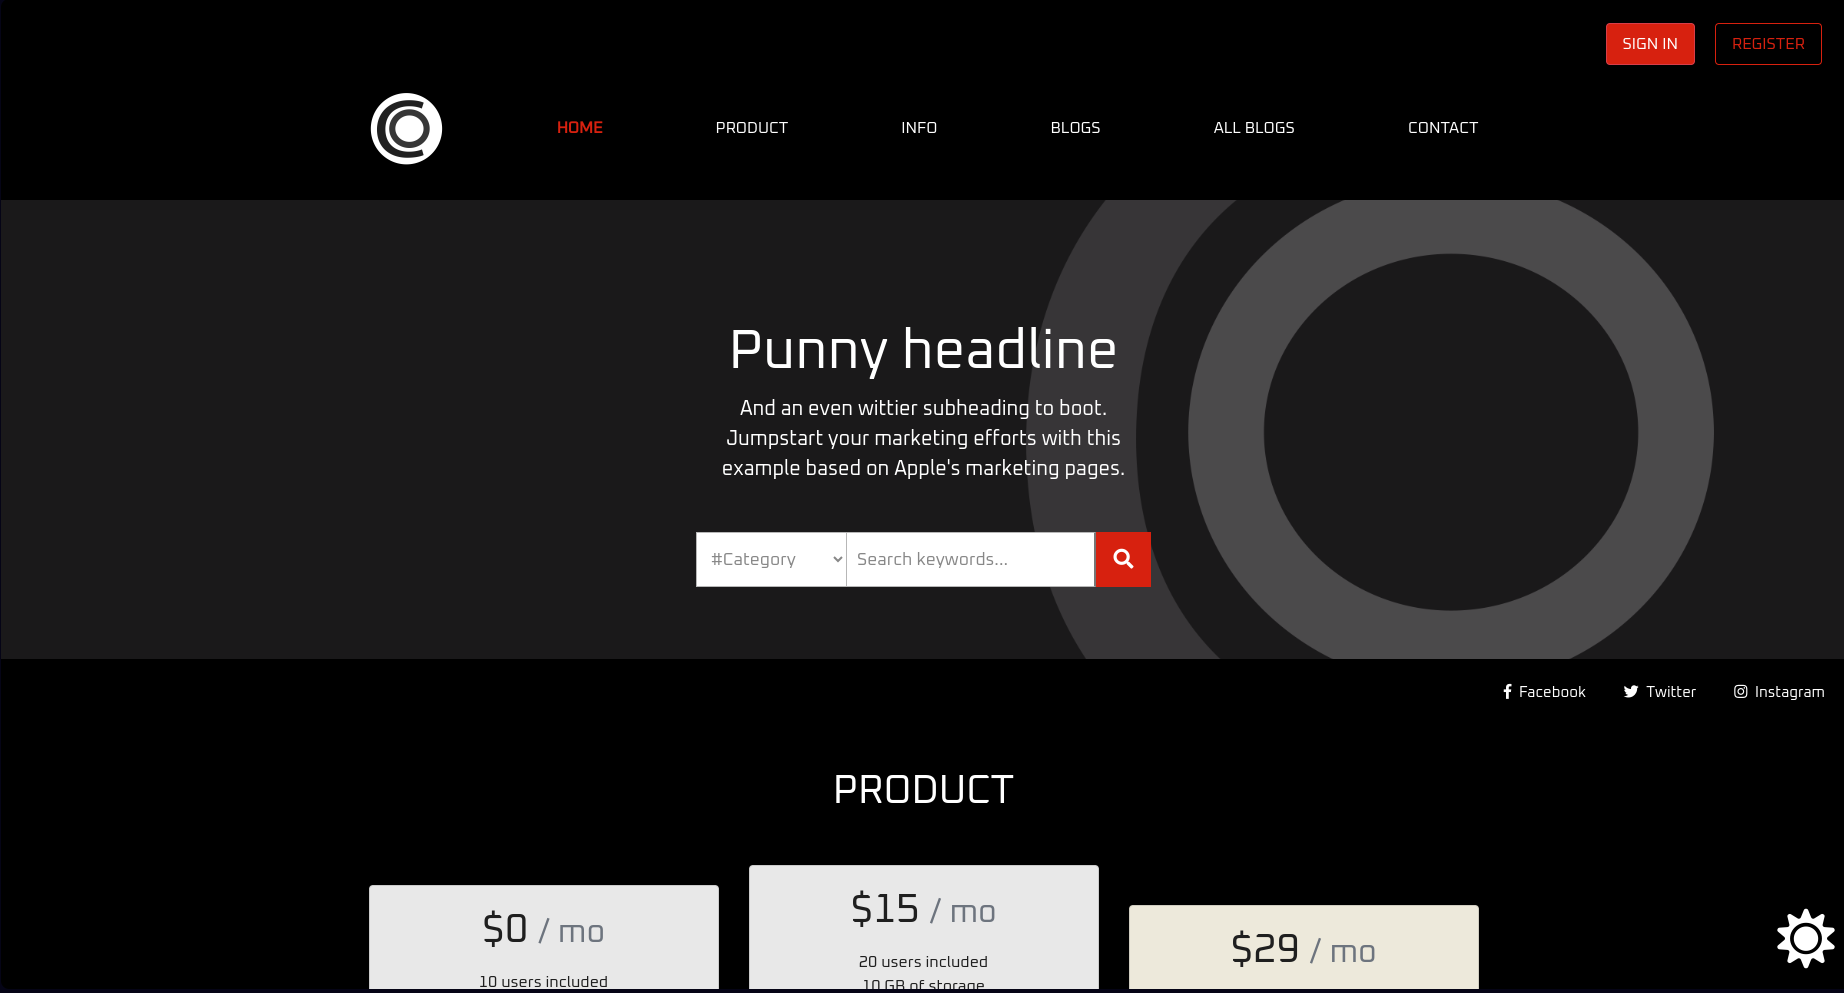 SIGN IN
REGISTER
HOME
PRODUCT
INFO
BLOGS
ALL BLOGS
CONTACT
Punny headline
And an even wittier subheading to boot.
Jumpstart your marketing efforts with this
example based on Apple's marketing pages.
#Category
Search keywords...
Facebook
Twitter
Instagram
PRODUCT
$0 / mo
10 users included
$15 / mo
20 users included
10 GB of storage
$29 / mo